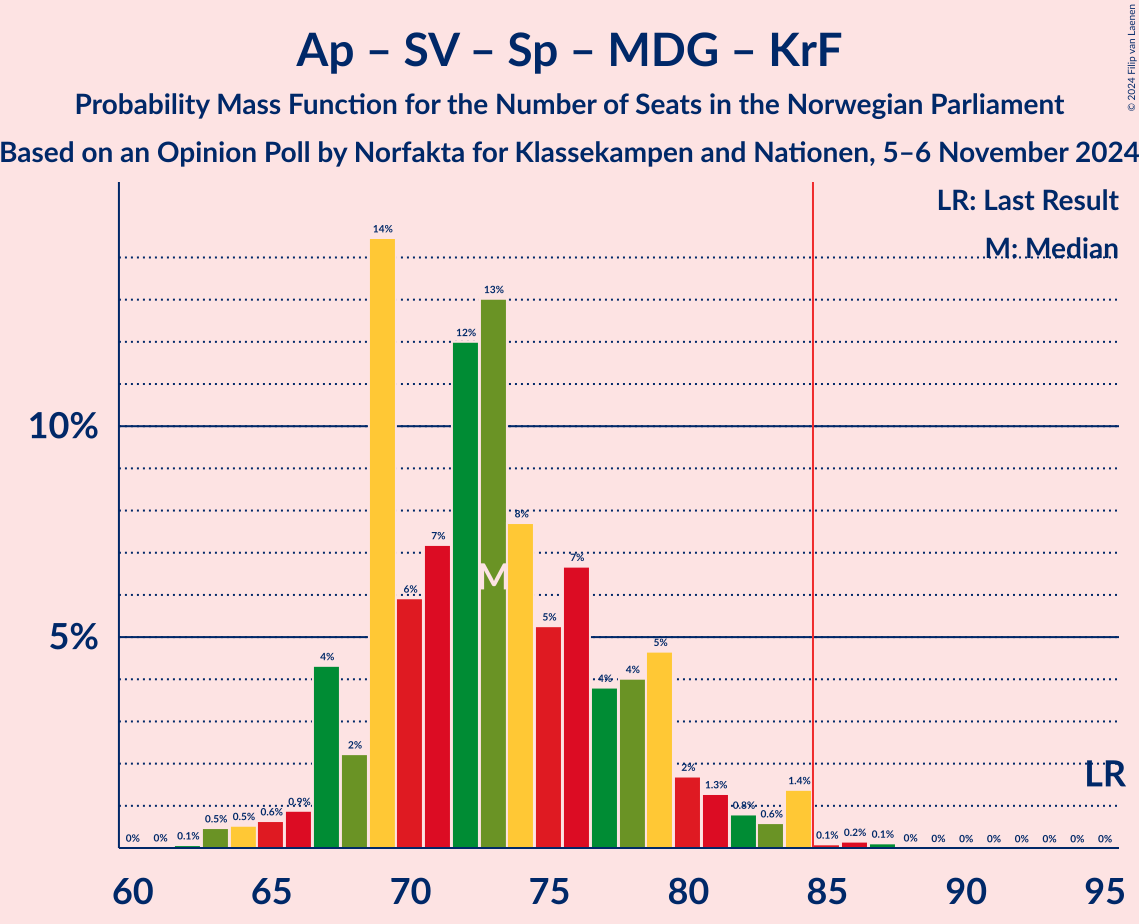 Ap – SV – Sp – MDG – KrF
Probability Mass Function for the Number of Seats in the Norwegian Parliament
Based on an Opinion Poll by Norfakta for Klassekampen and Nationen, 5–6 November 2024
© 2024 Filip van Laenen
LR: Last Result
M: Median
10%
5%
0% 0% 0.1% 0.5% 0.5% 0.6% 0.9% 4% 2% 14% 6% 7% 12% 13% 8% 5% 7% 4% 4% 5% 2% 1.3% 0.8% 0.6% 1.4% 0.1% 0.2% 0.1% 0% 0% 0% 0% 0% 0% 0% 0%
M
LR
60 65 70 75 80 85 90 95